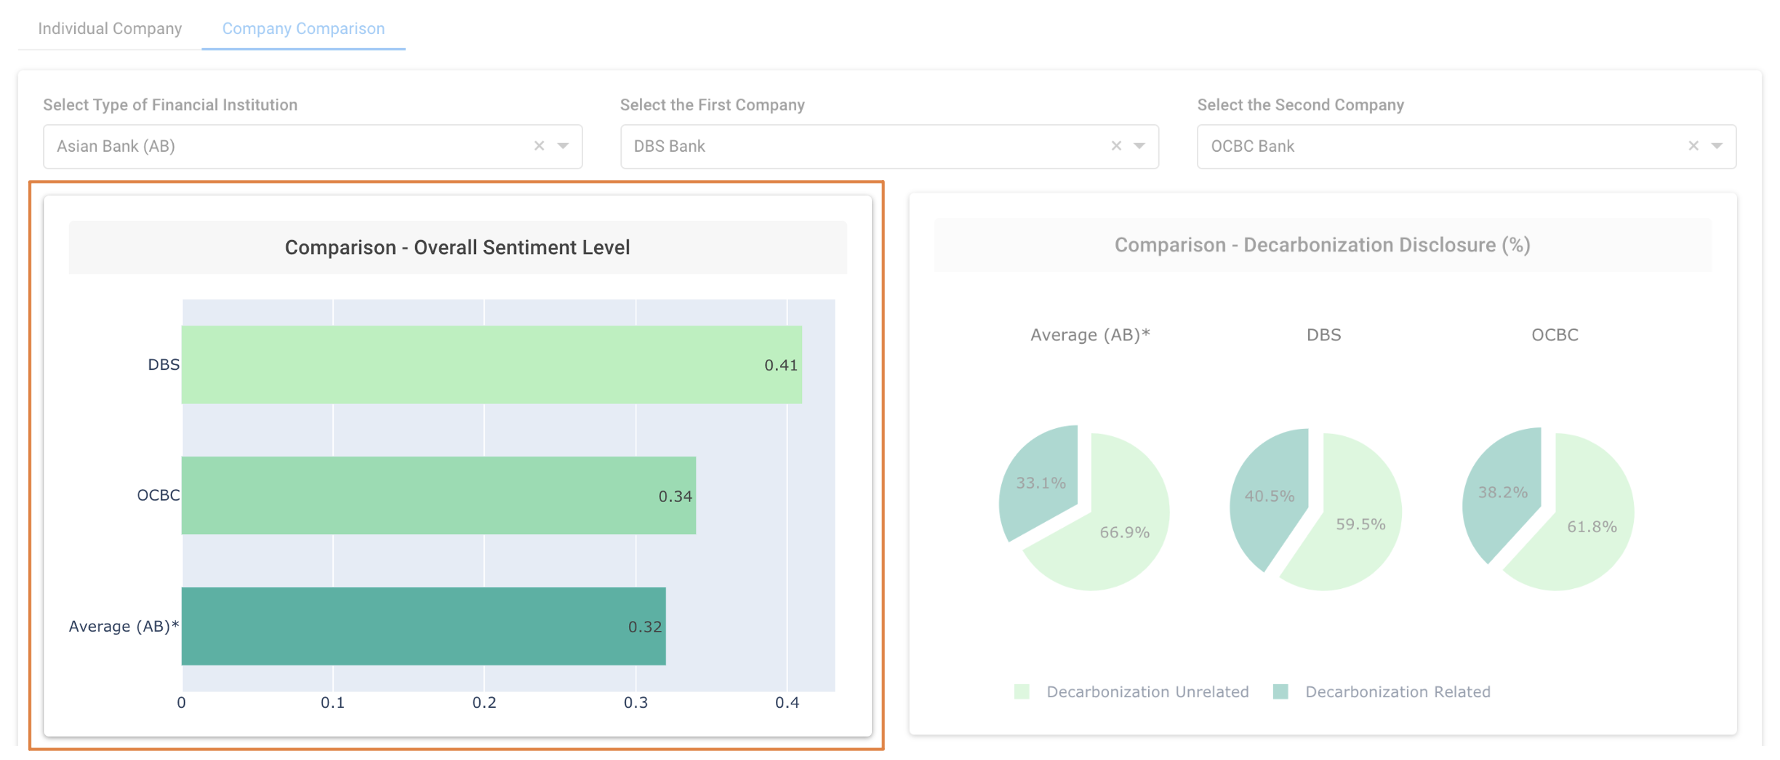 Individual Company
Company Comparison
Select Type of Financial Institution
Select the First Company
Select the Second Company
Asian Bank (AB)
DBS Bank
OCBC Bank
Comparison - Overall Sentiment Level
DBS
0.41
OCBC
0.34
Average (AB)*
0.32
0
0.1
0.2
0.3
0.4
Comparison - Decarbonization Disclosure (%)
Average (AB)*
DBS
OCBC
33.1%
66.9%
40.5%
59.5%
38.2%
61.8%
Decarbonization Unrelated
Decarbonization Related